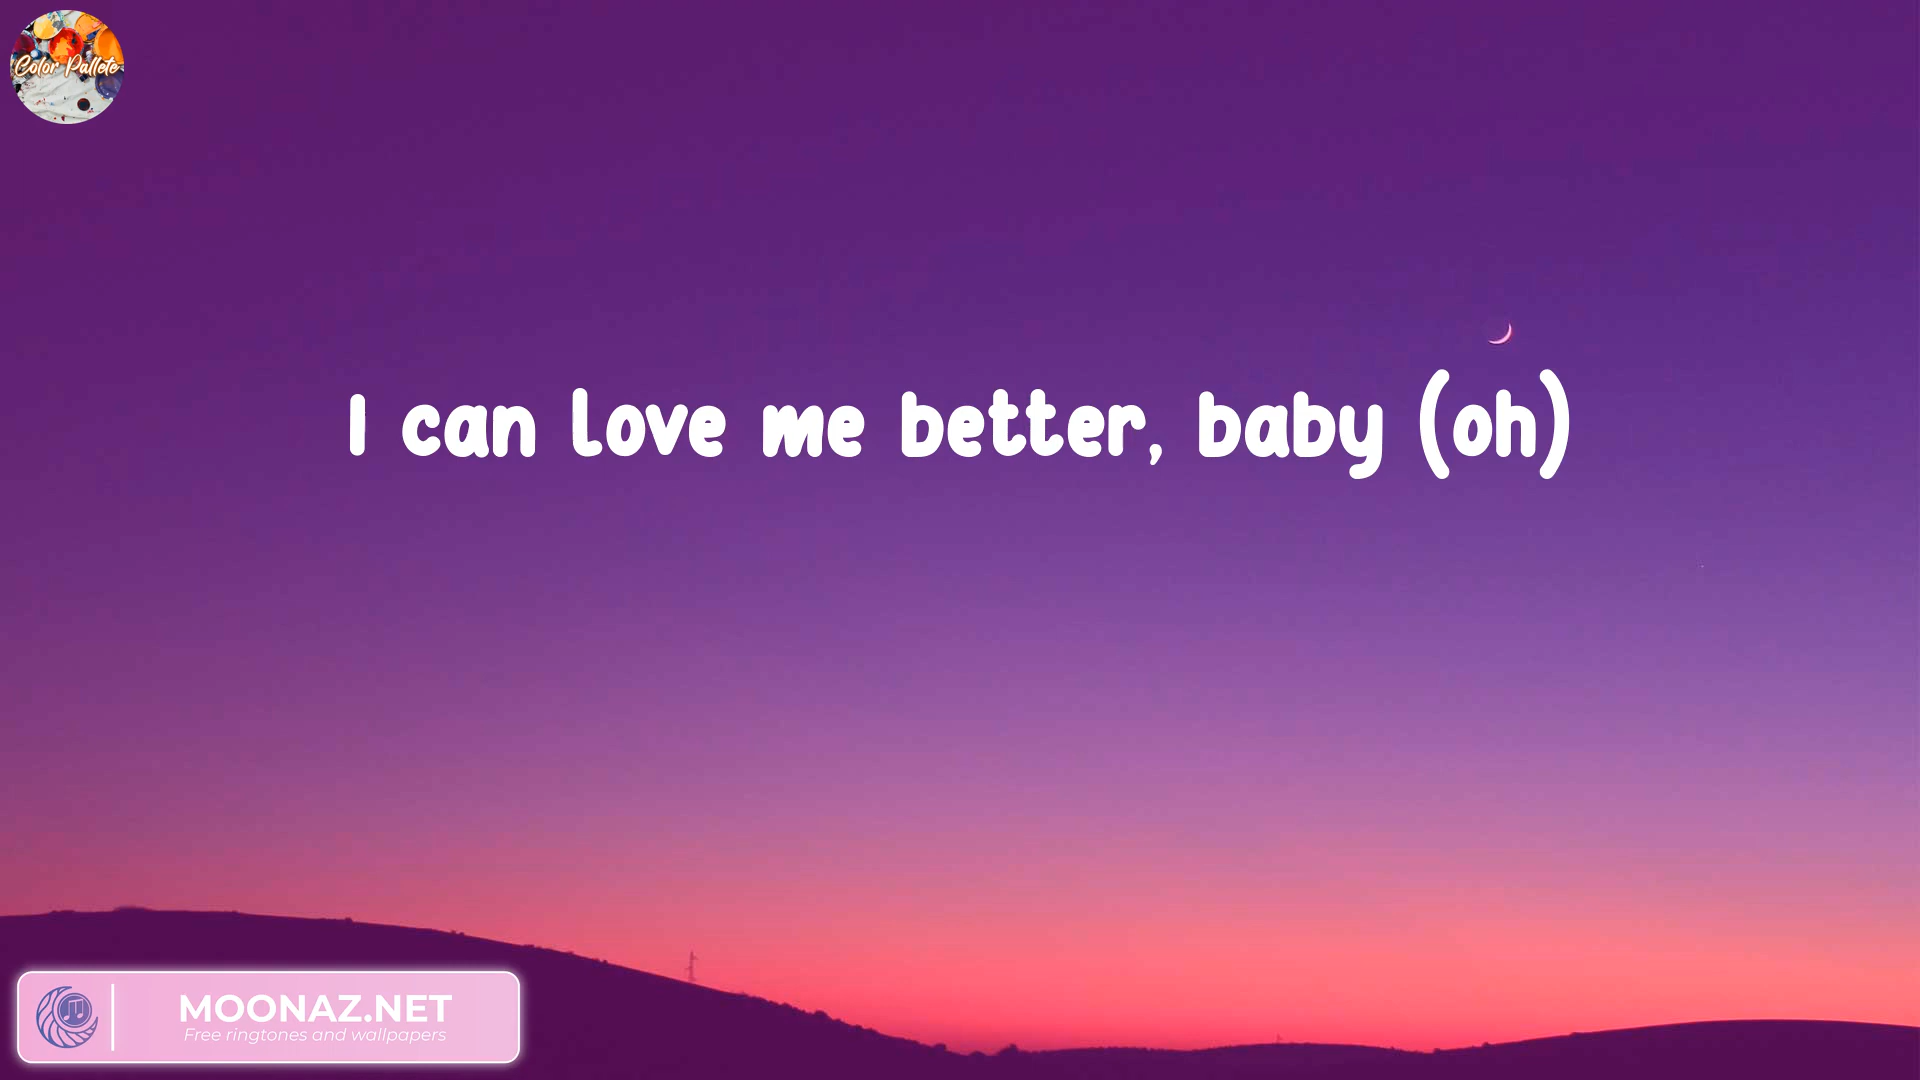 Color Pallete
I can love me better, baby (oh)
MOONAZ.NET
Free ringtones and wallpapers